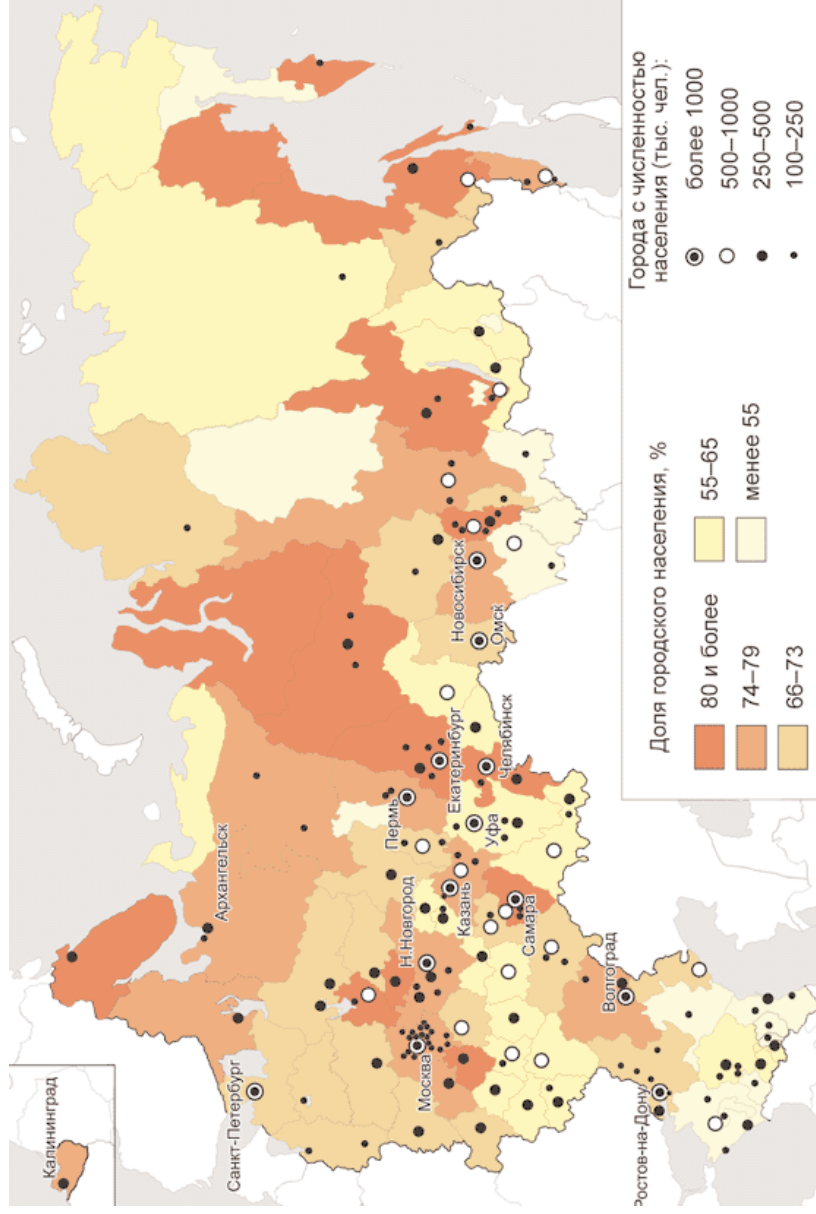 Калининград
Санкт-Петербург
Архангельск
Москва
Н.Новгород
Казань
Пермь
Екатеринбург
Челябинск
Уфа
Самара
Волгоград
Ростов-на-Дону
Омск
Новосибирск
Доля городского населения, %
80 и более
74–79
66–73
55–65
менее 55
Города с численностью
населения (тыс. чел.):
более 1000
500–1000
250–500
100–250